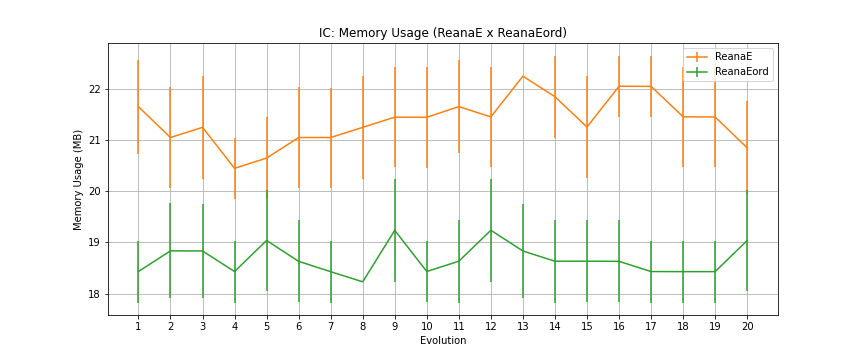 IC: Memory Usage (ReanaE x ReanaEord)
ReanaE
ReanaEord
Memory Usage (MB)
22
21
20
19
18
1 2 3 4 5 6 7 8 9 10 11 12 13 14 15 16 17 18 19 20
Evolution